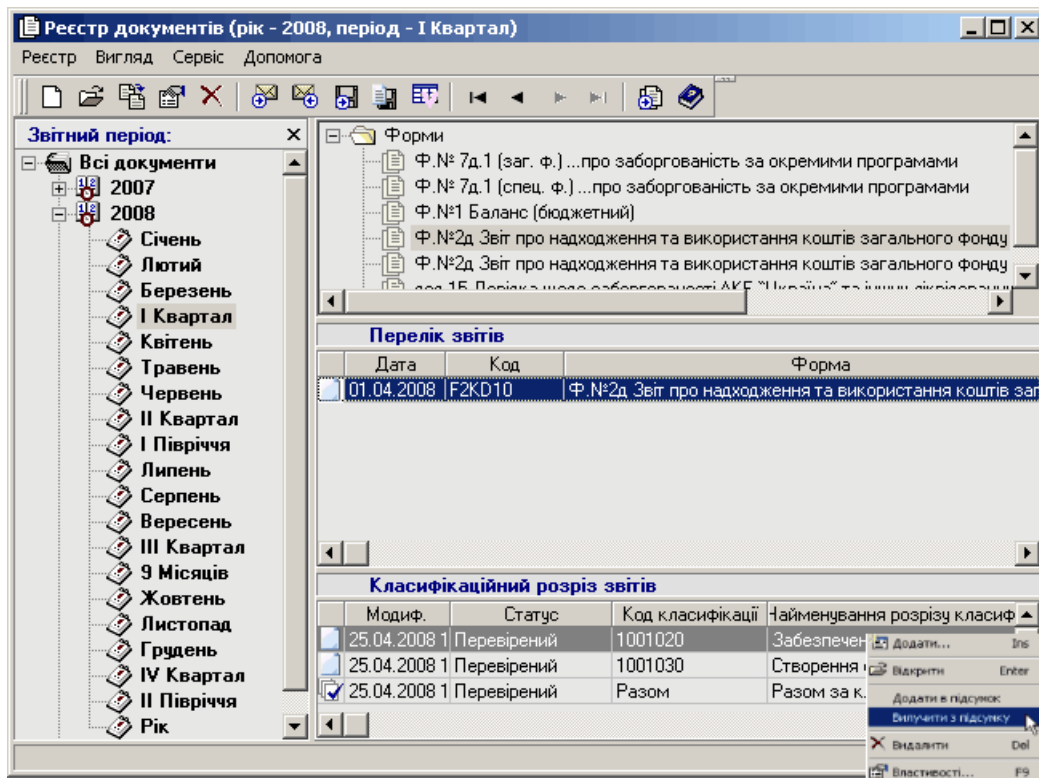 Реєстр документів (рік - 2008, період - I Квартал)
Реєстр Вигляд Сервіс Допомога
Звітний період:
Всі документи
2007
2008
Січень
Лютий
Березень
I Квартал
Квітень
Травень
Червень
II Квартал
I Півріччя
Липень
Серпень
Вересень
III Квартал
9 Місяців
Жовтень
Листопад
Грудень
IV Квартал
II Півріччя
Рік
Форми
Ф.№ 7д.1 (заг. ф.) ...про заборгованість за окремими програмами
Ф.№ 7д.1 (спец. ф.) ...про заборгованість за окремими програмами
Ф.№1 Баланс (бюджетний)
Ф.№2д Звіт про надходження та використання коштів загального фонду
Ф.№2д Звіт про надходження та використання коштів загального фонду
Перелік звітів
Дата Код Форма
01.04.2008 F2KD10 Ф.№2д Звіт про надходження та використання коштів заг
Класифікаційний розріз звітів
Модиф. Статус Код класифікації Найменування розрізу класиф
25.04.2008 1 Перевірений 1001020 Забезпечен
25.04.2008 1 Перевірений 1001030 Створення
25.04.2008 1 Перевірений Разом Разом за к
Додати... Ins
Відкрити Enter
Додати в підсумок
Вилучити з підсумку
Видалити Del
Властивості... F9